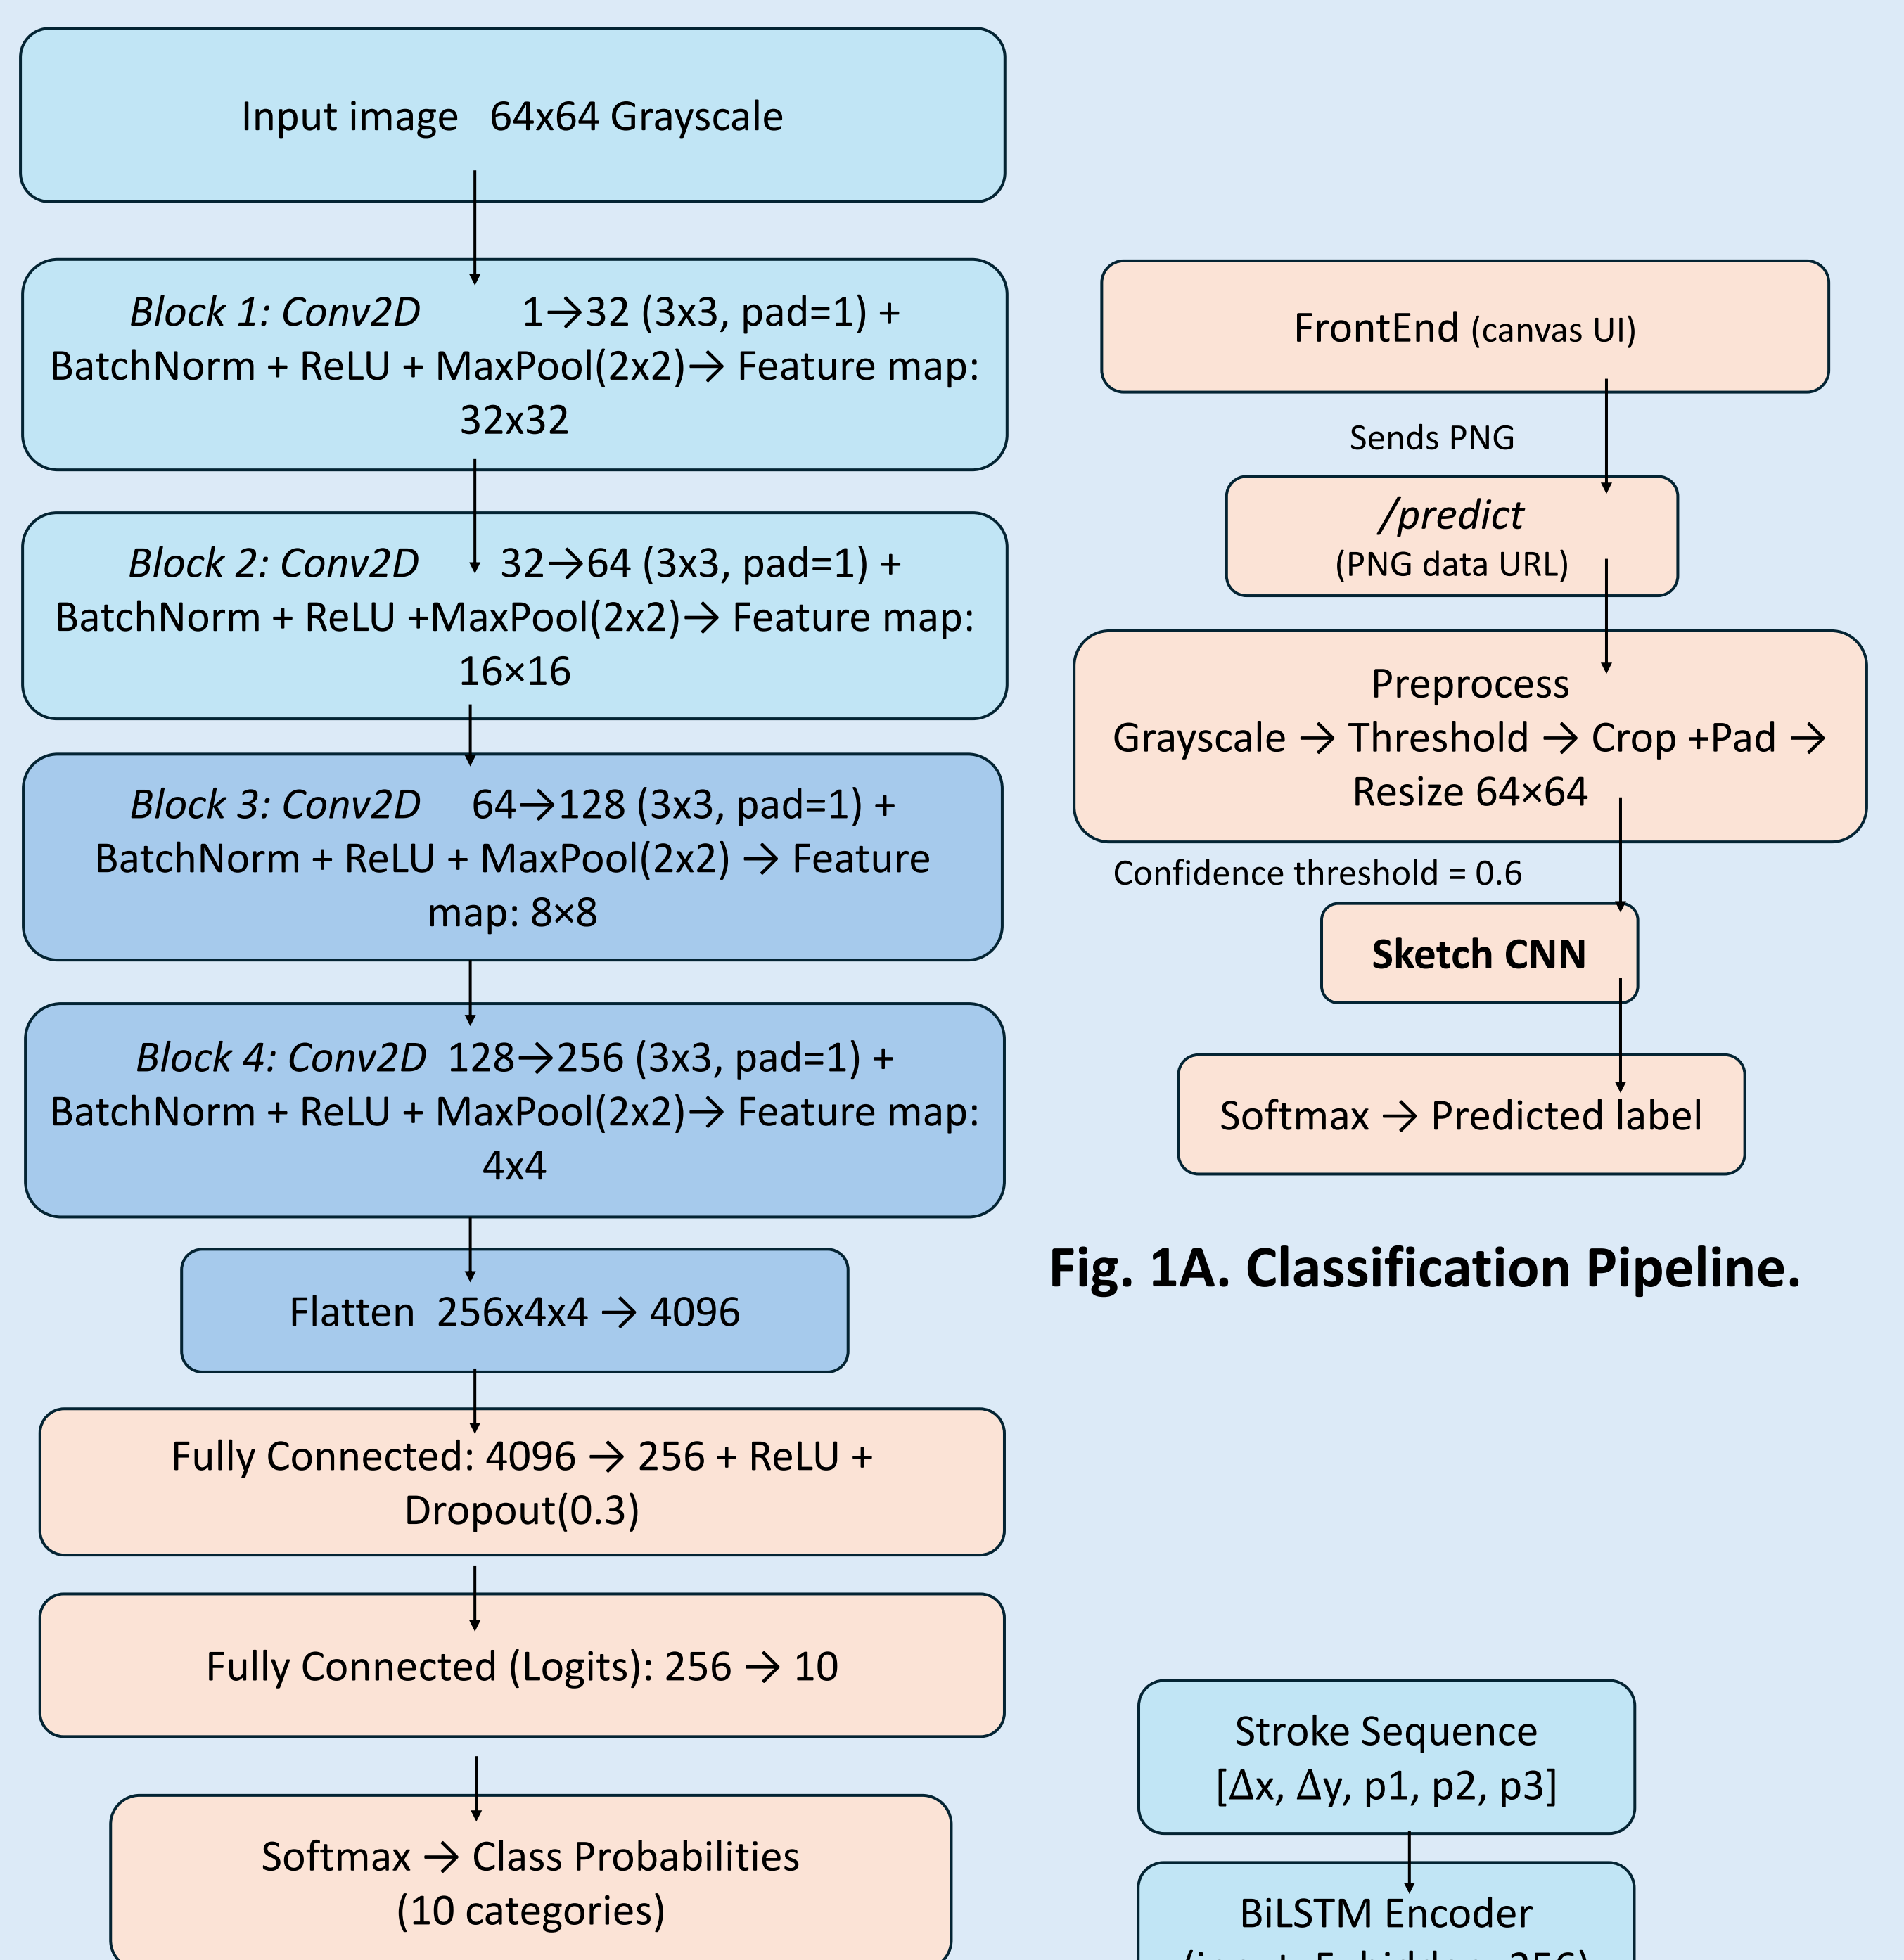 Input image 64x64 Grayscale
Block 1: Conv2D 1→32 (3x3, pad=1) +
BatchNorm + ReLU + MaxPool(2x2)→ Feature map:
32x32
Block 2: Conv2D 32→64 (3x3, pad=1) +
BatchNorm + ReLU +MaxPool(2x2)→ Feature map:
16×16
Block 3: Conv2D 64→128 (3x3, pad=1) +
BatchNorm + ReLU + MaxPool(2x2) → Feature
map: 8×8
Block 4: Conv2D 128→256 (3x3, pad=1) +
BatchNorm + ReLU + MaxPool(2x2)→ Feature map:
4x4
Flatten 256x4x4 → 4096
Fully Connected: 4096 → 256 + ReLU +
Dropout(0.3)
Fully Connected (Logits): 256 → 10
Softmax → Class Probabilities
(10 categories)
FrontEnd (canvas UI)
Sends PNG
/predict
(PNG data URL)
Preprocess
Grayscale → Threshold → Crop +Pad →
Resize 64×64
Confidence threshold = 0.6
Sketch CNN
Softmax → Predicted label
Fig. 1A. Classification Pipeline.
Stroke Sequence
[Δx, Δy, p1, p2, p3]
BiLSTM Encoder